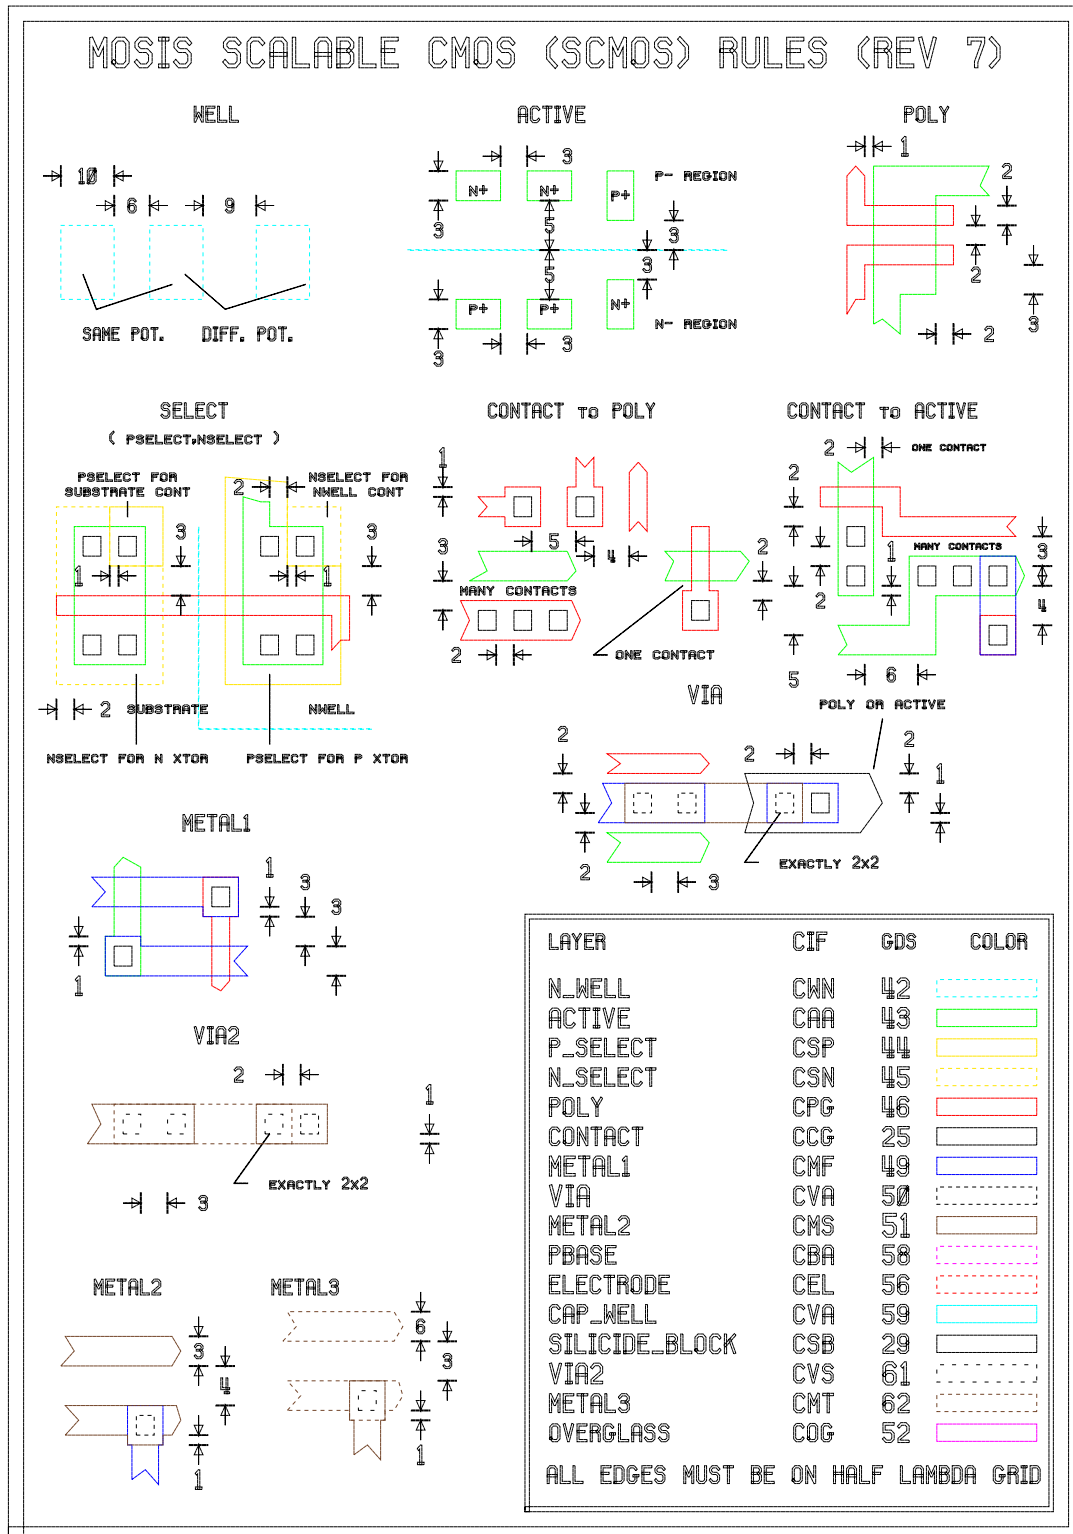 MOSIS SCALABLE CMOS (SCMOS) RULES (REV 7)
WELL
10
6
9
SAME POT.
DIFF. POT.
ACTIVE
3
N+
N+
P+
P- REGION
3
5
3
5
3
P+
P+
N+
N- REGION
3
3
POLY
1
2
2
3
2
SELECT
( PSELECT,NSELECT )
PSELECT FOR
SUBSTRATE CONT
2
NSELECT FOR
NWELL CONT
3
3
1
1
2
SUBSTRATE
NWELL
NSELECT FOR N XTOR
PSELECT FOR P XTOR
CONTACT to POLY
1
5
4
3
2
MANY CONTACTS
2
ONE CONTACT
CONTACT to ACTIVE
2
ONE CONTACT
2
1
MANY CONTACTS
3
2
4
5
6
VIA
POLY OR ACTIVE
2
2
2
1
EXACTLY 2x2
2
3
METAL1
1
3
3
1
VIA2
2
1
EXACTLY 2x2
3
METAL2
3
4
1
METAL3
6
3
1
LAYER CIF GDS COLOR
N_WELL CWN 42
ACTIVE CAA 43
P_SELECT CSP 44
N_SELECT CSN 45
POLY CPG 46
CONTACT CCG 25
METAL1 CMF 49
VIA CVA 50
METAL2 CMS 51
PBASE CBA 58
ELECTRODE CEL 56
CAP_WELL CVA 59
SILICIDE_BLOCK CSB 29
VIA2 CVS 61
METAL3 CMT 62
OVERGLASS COG 52
ALL EDGES MUST BE ON HALF LAMBDA GRID